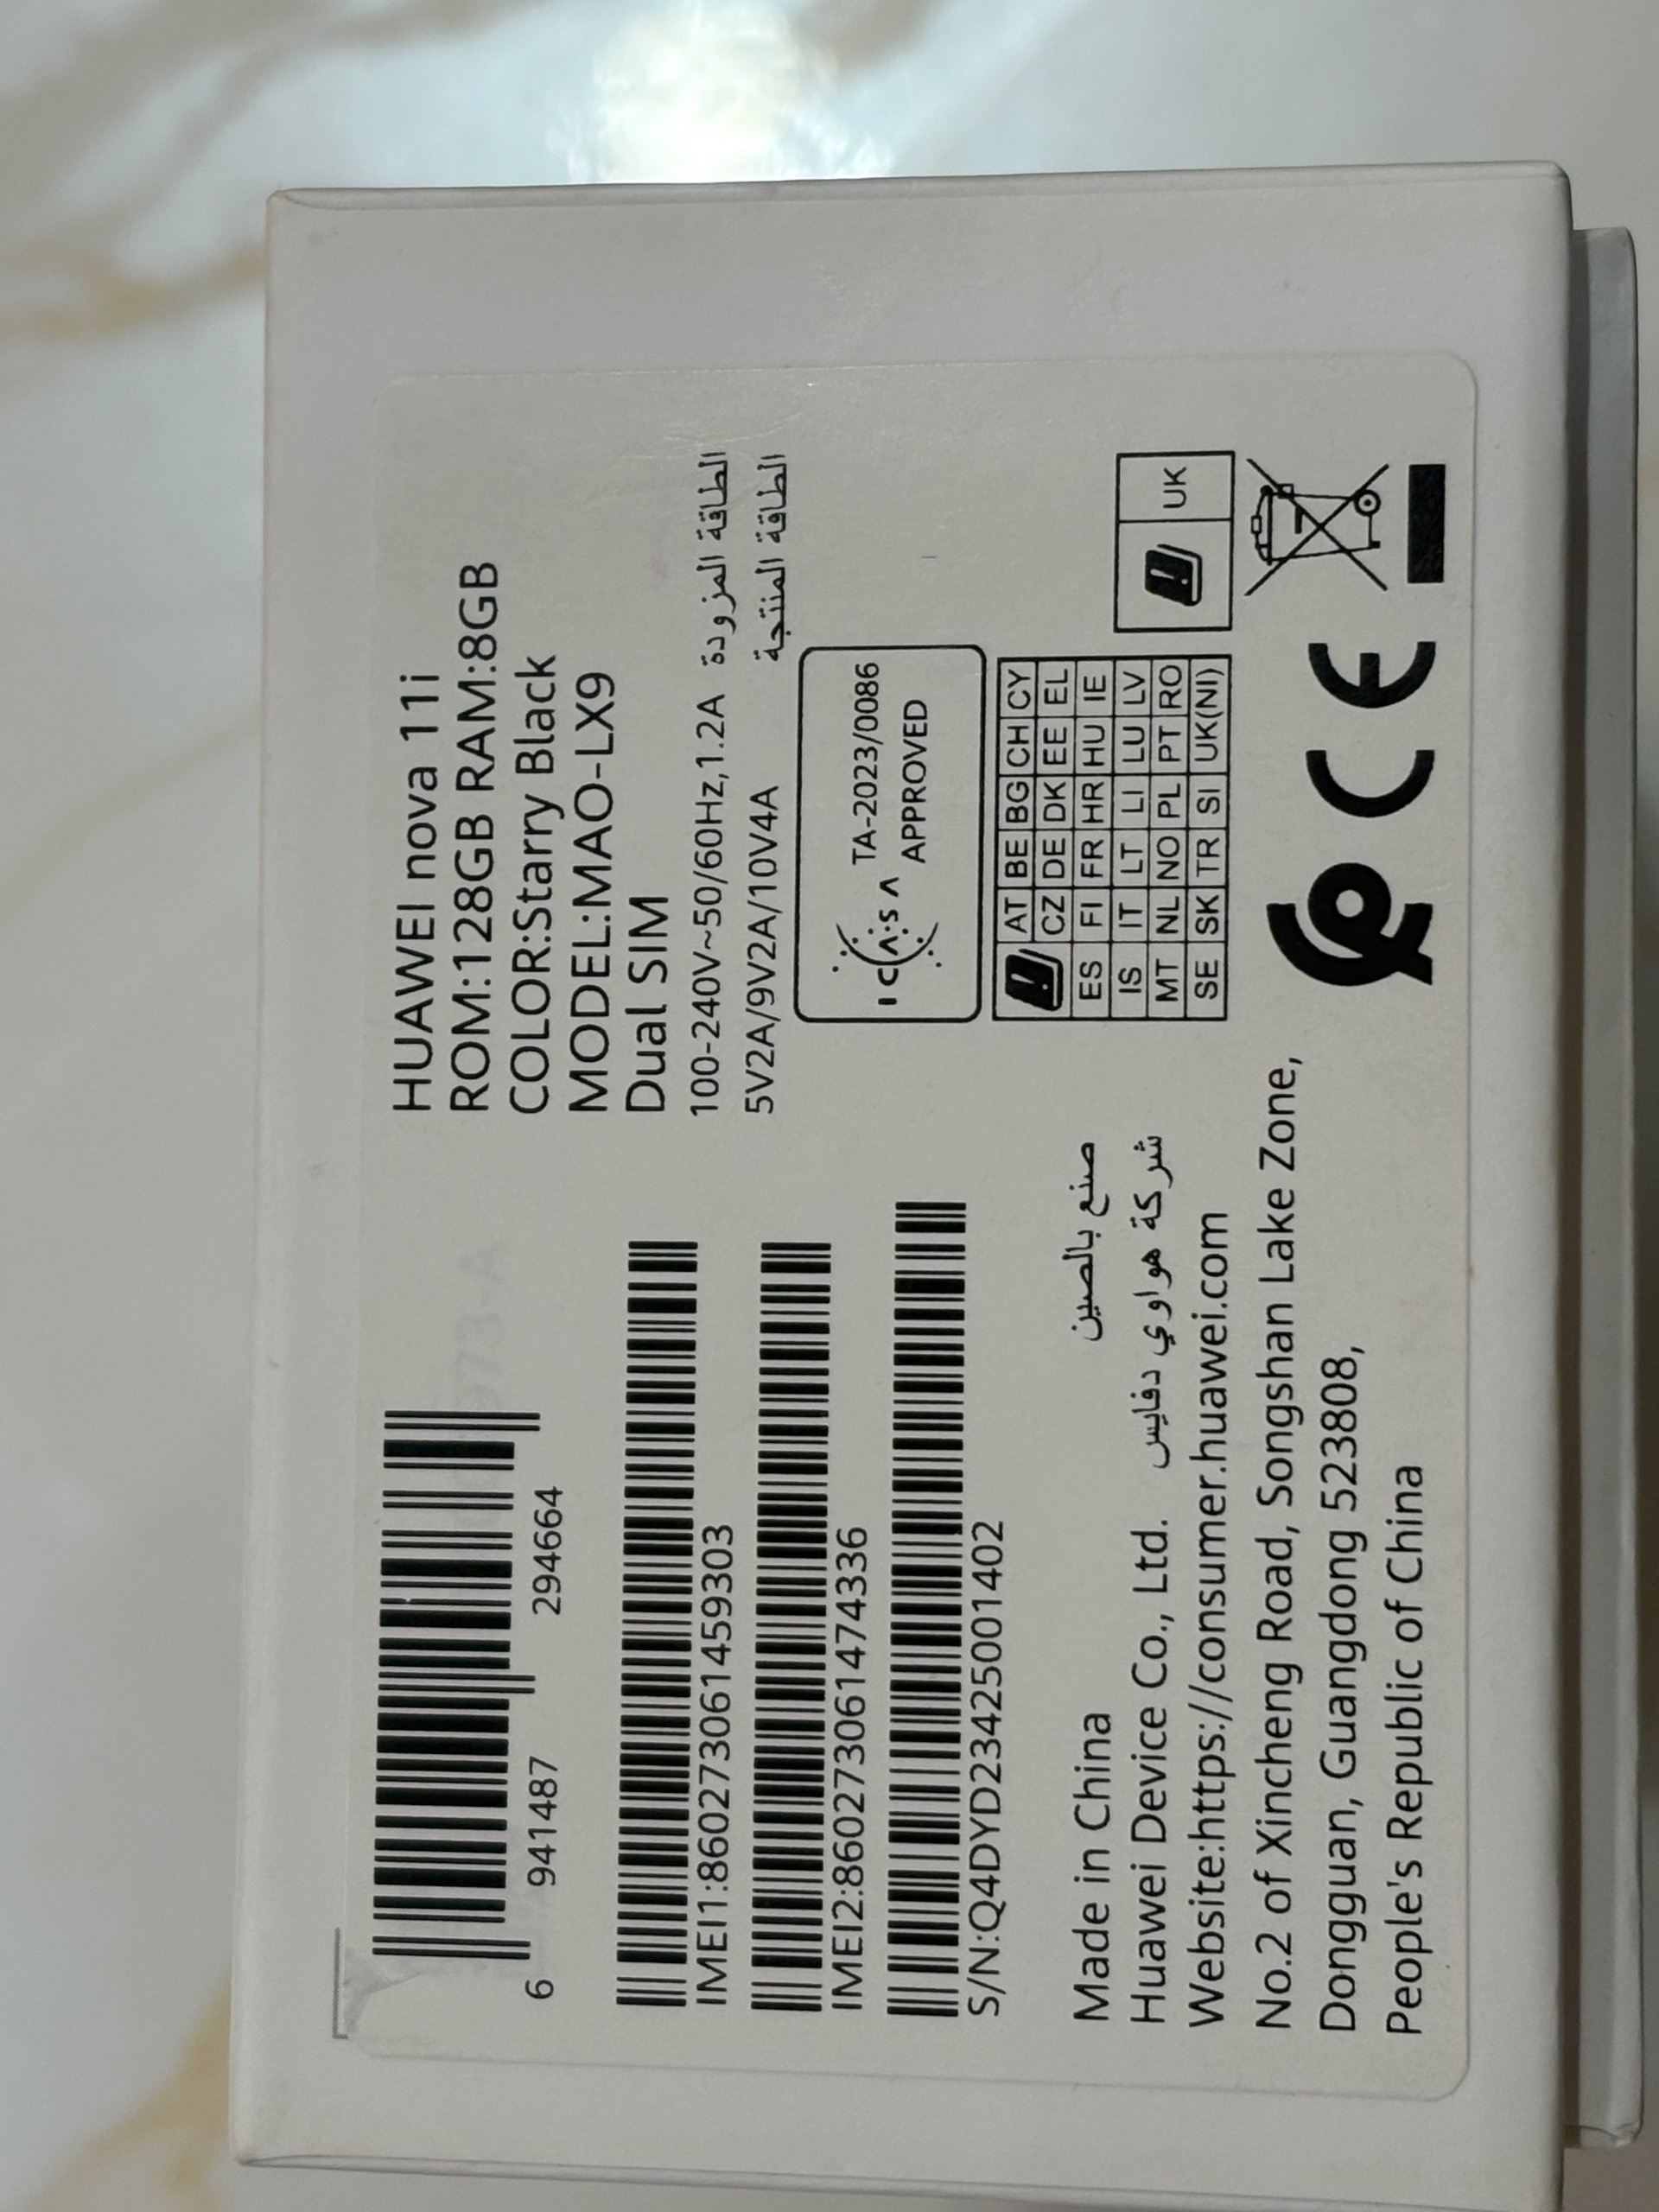 6 941487 294664
IMEI1:860273061459303
IMEI2:860273061474336
S/N:Q4DYD23425001402
HUAWEI nova 11i
ROM:128GB RAM:8GB
COLOR:Starry Black
MODEL:MAO-LX9
Dual SIM
100-240V~50/60Hz,1.2A الطاقة المزودة
5V2A/9V2A/10V4A الطاقة المنتجة
ICASA TA-2023/0086
APPROVED
AT BE BG CH CY
CZ DE DK EE EL
ES FI FR HR HU IE
IS IT LT LI LU LV
MT NL NO PL PT RO
SE SK TR SI UK(NI)
UK
Made in China صنع بالصين
Huawei Device Co., Ltd. شركة هواوي دفايس
Website:https://consumer.huawei.com
No.2 of Xincheng Road, Songshan Lake Zone,
Dongguan, Guangdong 523808,
People's Republic of China
CE